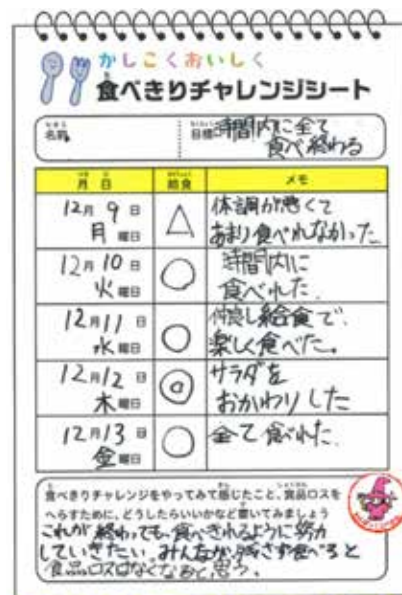 かしこくおいしく
食べきりチャレンジシート
名前
目標 時間内に全て
食べ終わる
月日 給食 メモ
12月 9日 △ 体調が悪くて
月曜日 あまり食べれなかった
12月 10日 ○ 時間内に
火曜日 食べれた.
12月 11日 ○ 仲良し給食で.
水曜日 楽しく食べた。
12月 12日 ◎ サラダを
木曜日 おかわりした
12月 13日 ○ 全て食べれた.
金曜日
食べきりチャレンジをやってみて感じたこと、食品ロスを
へらすために、どうしたらいいかなど書いてみましょう
これが終わっても、食べきれるように努力
していきたい。みんなが残さず食べると
食品ロスはなくなると思う。